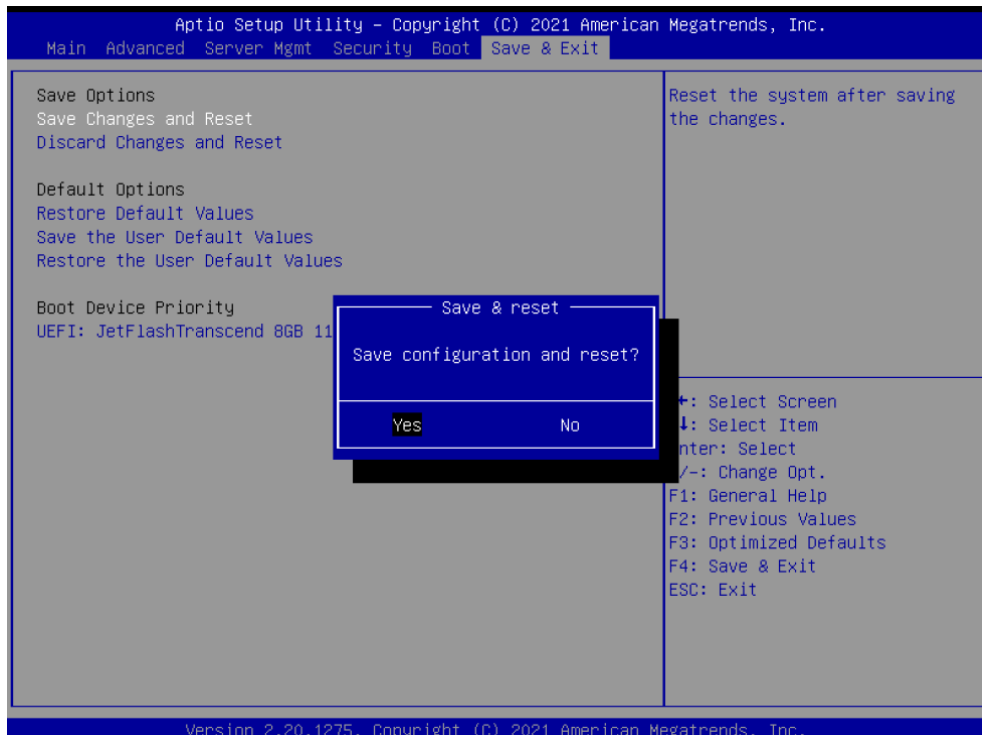 Aptio Setup Utility – Copyright (C) 2021 American Megatrends, Inc.
Main Advanced Server Mgmt Security Boot Save & Exit
Save Options
Save Changes and Reset
Discard Changes and Reset
Default Options
Restore Default Values
Save the User Default Values
Restore the User Default Values
Boot Device Priority
UEFI: JetFlashTranscend 8GB 11
Save & reset
Save configuration and reset?
Yes No
Reset the system after saving
the changes.
←: Select Screen
↓: Select Item
nter: Select
/-: Change Opt.
F1: General Help
F2: Previous Values
F3: Optimized Defaults
F4: Save & Exit
ESC: Exit
Version 2.20.1275. Copyright (C) 2021 American Megatrends, Inc.